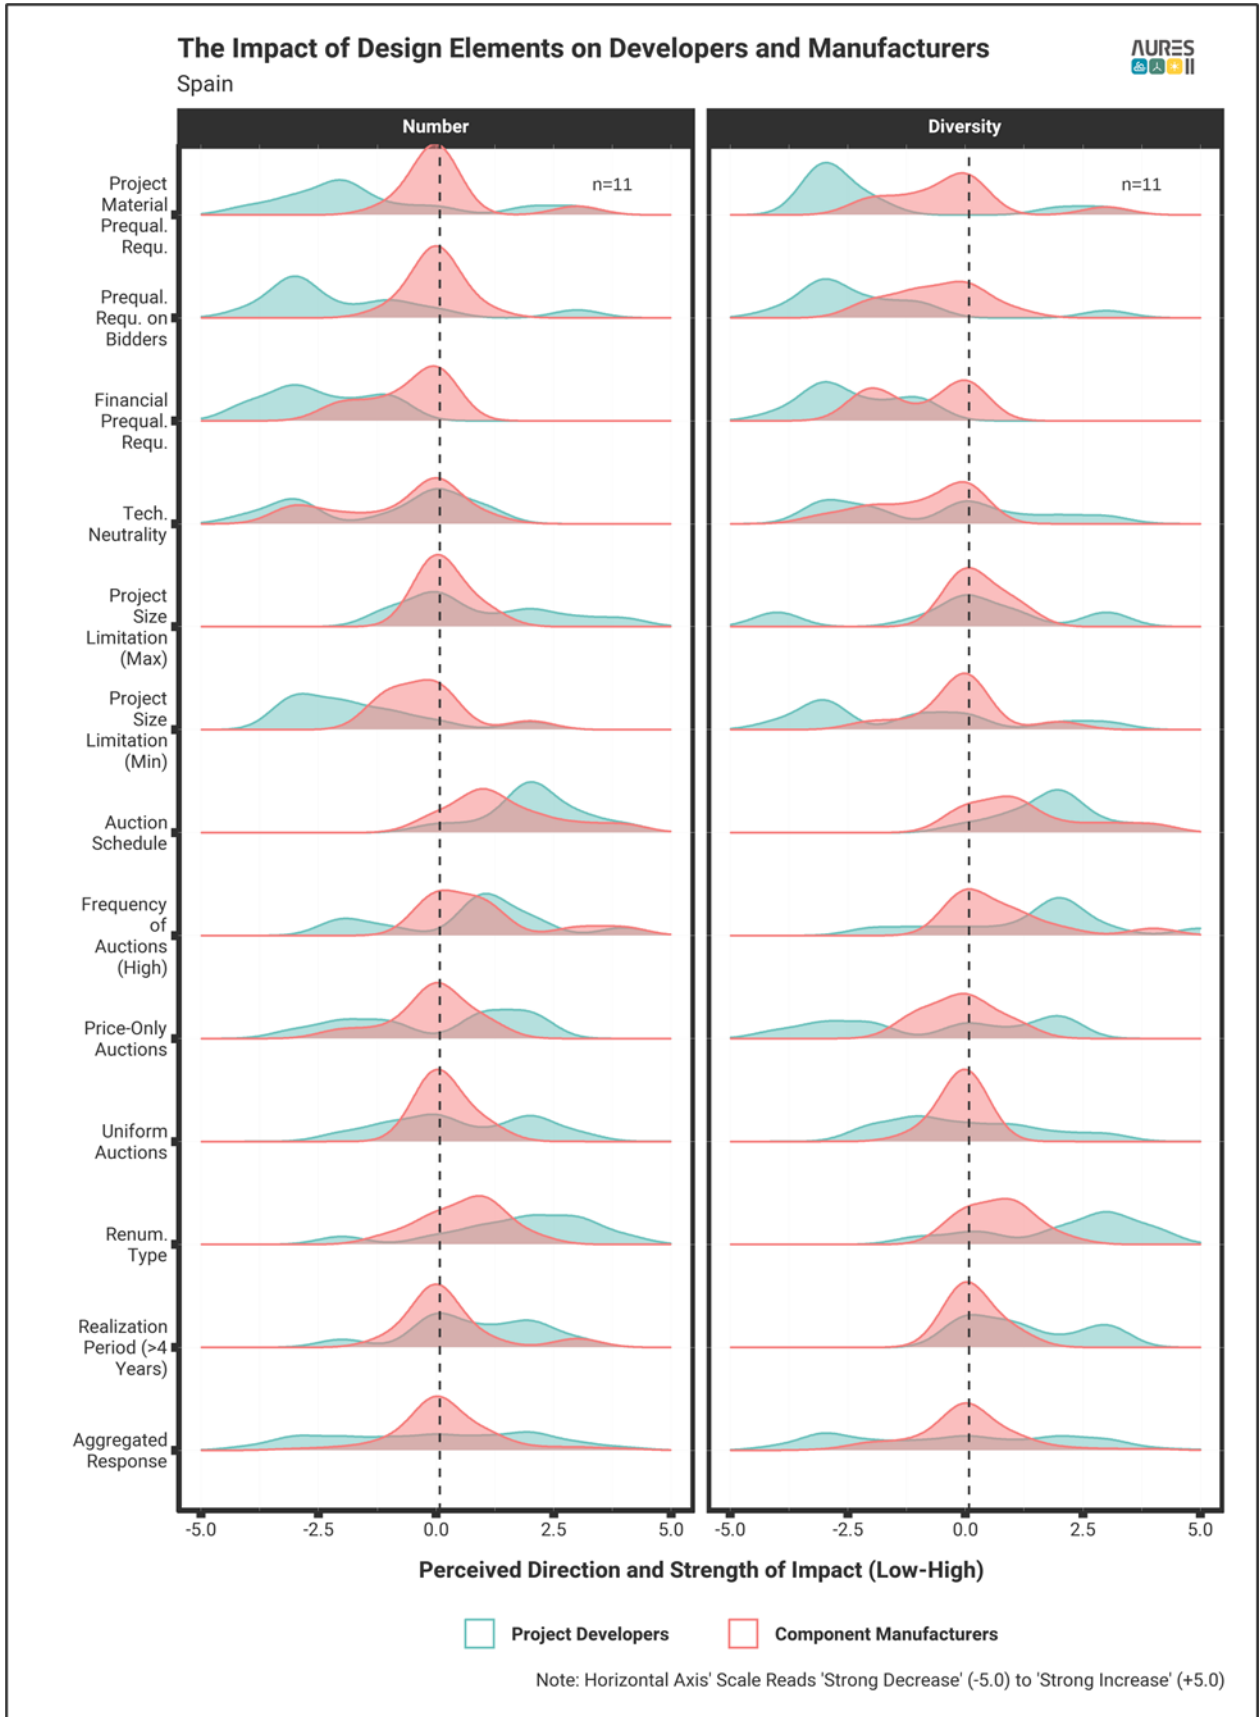 The Impact of Design Elements on Developers and Manufacturers
AURES
II
Spain
Number
Diversity
n=11
n=11
Project
Material
Prequal.
Requ.
Prequal.
Requ. on
Bidders
Financial
Prequal.
Requ.
Tech.
Neutrality
Project
Size
Limitation
(Max)
Project
Size
Limitation
(Min)
Auction
Schedule
Frequency
of
Auctions
(High)
Price-Only
Auctions
Uniform
Auctions
Renum.
Type
Realization
Period (>4
Years)
Aggregated
Response
-5.0 -2.5 0.0 2.5 5.0
-5.0 -2.5 0.0 2.5 5.0
Perceived Direction and Strength of Impact (Low-High)
Project Developers
Component Manufacturers
Note: Horizontal Axis' Scale Reads 'Strong Decrease' (-5.0) to 'Strong Increase' (+5.0)